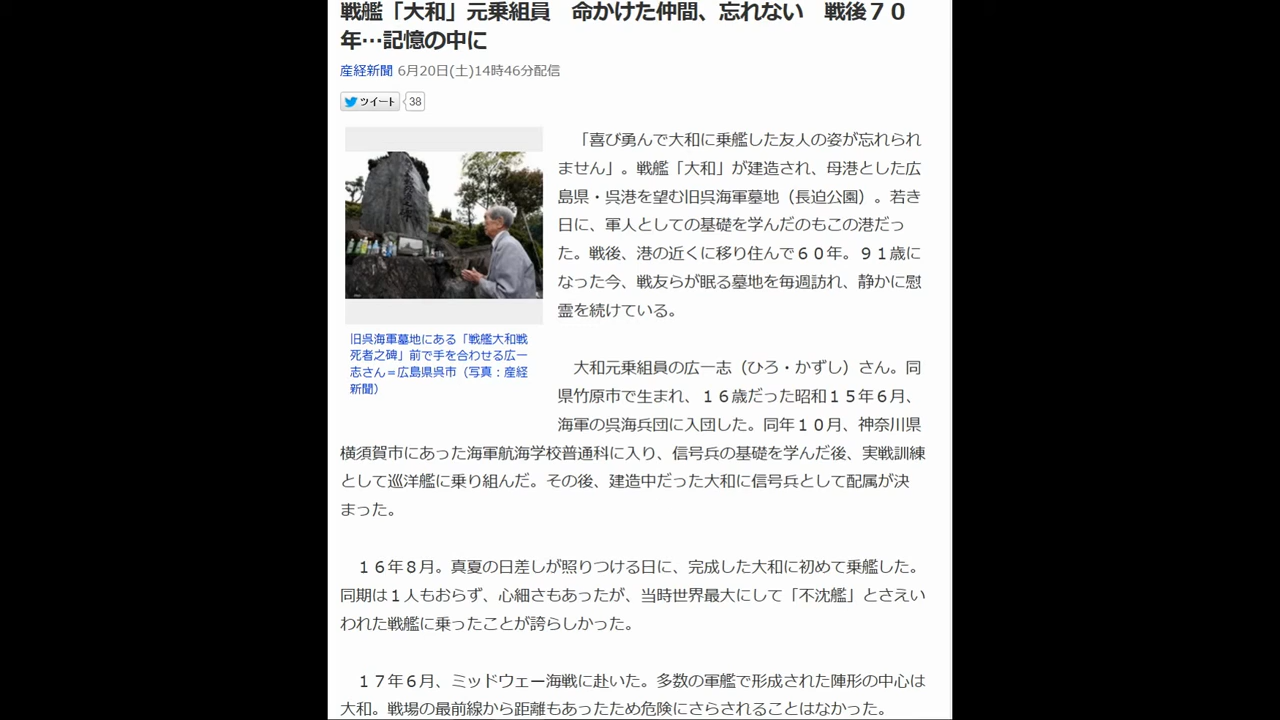 戦艦「大和」元乗組員　命かけた仲間、忘れない　戦後７０
年…記憶の中に
産経新聞 6月20日(土)14時46分配信
ツイート 38
「喜び勇んで大和に乗艦した友人の姿が忘れられ
ません」。戦艦「大和」が建造され、母港とした広
島県・呉港を望む旧呉海軍墓地（長迫公園）。若き
日に、軍人としての基礎を学んだのもこの港だっ
た。戦後、港の近くに移り住んで６０年。９１歳に
なった今、戦友らが眠る墓地を毎週訪れ、静かに慰
霊を続けている。
旧呉海軍墓地にある「戦艦大和戦
死者之碑」前で手を合わせる広一
志さん＝広島県呉市（写真：産経
新聞）
大和元乗組員の広一志（ひろ・かずし）さん。同
県竹原市で生まれ、１６歳だった昭和１５年６月、
海軍の呉海兵団に入団した。同年１０月、神奈川県
横須賀市にあった海軍航海学校普通科に入り、信号兵の基礎を学んだ後、実戦訓練
として巡洋艦に乗り組んだ。その後、建造中だった大和に信号兵として配属が決
まった。
１６年８月。真夏の日差しが照りつける日に、完成した大和に初めて乗艦した。
同期は１人もおらず、心細さもあったが、当時世界最大にして「不沈艦」とさえい
われた戦艦に乗ったことが誇らしかった。
１７年６月、ミッドウェー海戦に赴いた。多数の軍艦で形成された陣形の中心は
大和。戦場の最前線から距離もあったため危険にさらされることはなかった。